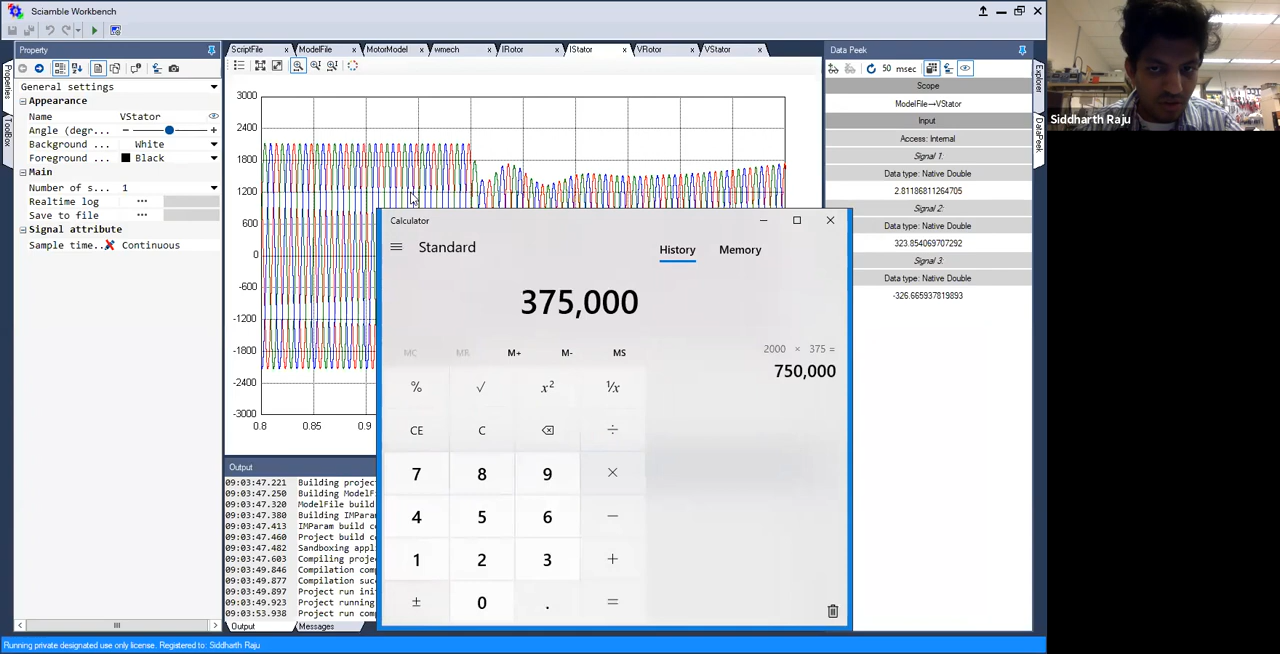 Sciamble Workbench
Property
ScriptFile x ModelFile x MotorModel x wmech x IRotor x IStator x VRotor x VStator x
Data Peek
General settings
50 msec
Appearance
Name VStator
Angle (degr... − +
Background ... White
Foreground ... Black
Main
Number of s... 1
Realtime log ...
Save to file ...
Signal attribute
Sample time.. Continuous
Properties
ToolBox
Explorer
DataPeek
3000
2400
1800
1200
600
0
-600
-1200
-1800
-2400
-3000
0.8 0.85 0.9
Scope
ModelFile→VStator
Input
Access: Internal
Signal 1:
Data type: Native Double
2.81186811264705
Signal 2:
Data type: Native Double
323.854069707292
Signal 3:
Data type: Native Double
-326.665937819893
Siddharth Raju
Calculator
Standard
History Memory
375,000
2000 × 375 =
750,000
MC MR M+ M- MS
% √ x² ¹/x
CE C ÷
7 8 9 ×
4 5 6 −
1 2 3 +
± 0 . =
Output
09:03:47.221 Building projec
09:03:47.250 Building ModelF
09:03:47.320 ModelFile build
09:03:47.380 Building IMPara
09:03:47.413 IMParam build c
09:03:47.460 Project build c
09:03:47.482 Sandboxing appl
09:03:47.603 Compiling proje
09:03:49.846 Compilation com
09:03:49.877 Compilation suc
09:03:49.897 Project run ini
09:03:49.923 Project running
09:03:53.938 Project run com
Output Messages
Running private designated use only license. Registered to: Siddharth Raju